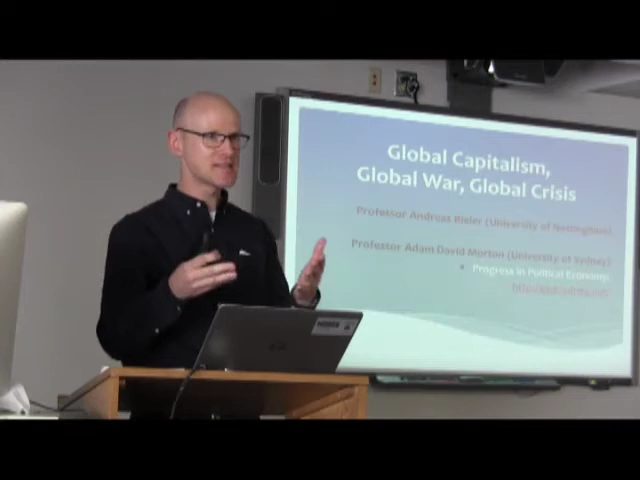 Global Capitalism,
Global War, Global Crisis
Professor Andreas Bieler (University of Nottingham)
Professor Adam David Morton (University of Sydney)
Progress in Political Economy